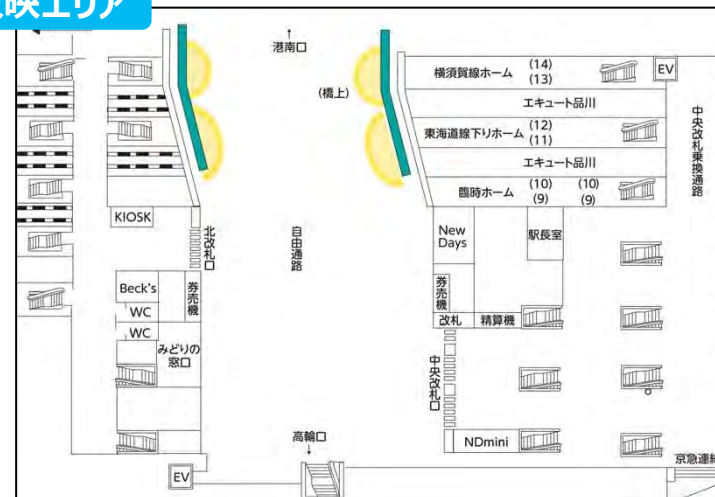 映エリア
↑
港南口
(橋上)
横須賀線ホーム (14)
(13)
EV
エキュート品川
東海道線下りホーム (12)
(11)
エキュート品川
臨時ホーム (10) (10)
(9) (9)
中央改札乗換通路
KIOSK
北改札口
自由通路
New
Days
駅長室
Beck's
券売機
WC
WC
みどりの
窓口
券売機
改札
精算機
中央改札口
高輪口
↓
NDmini
EV
京急連絡